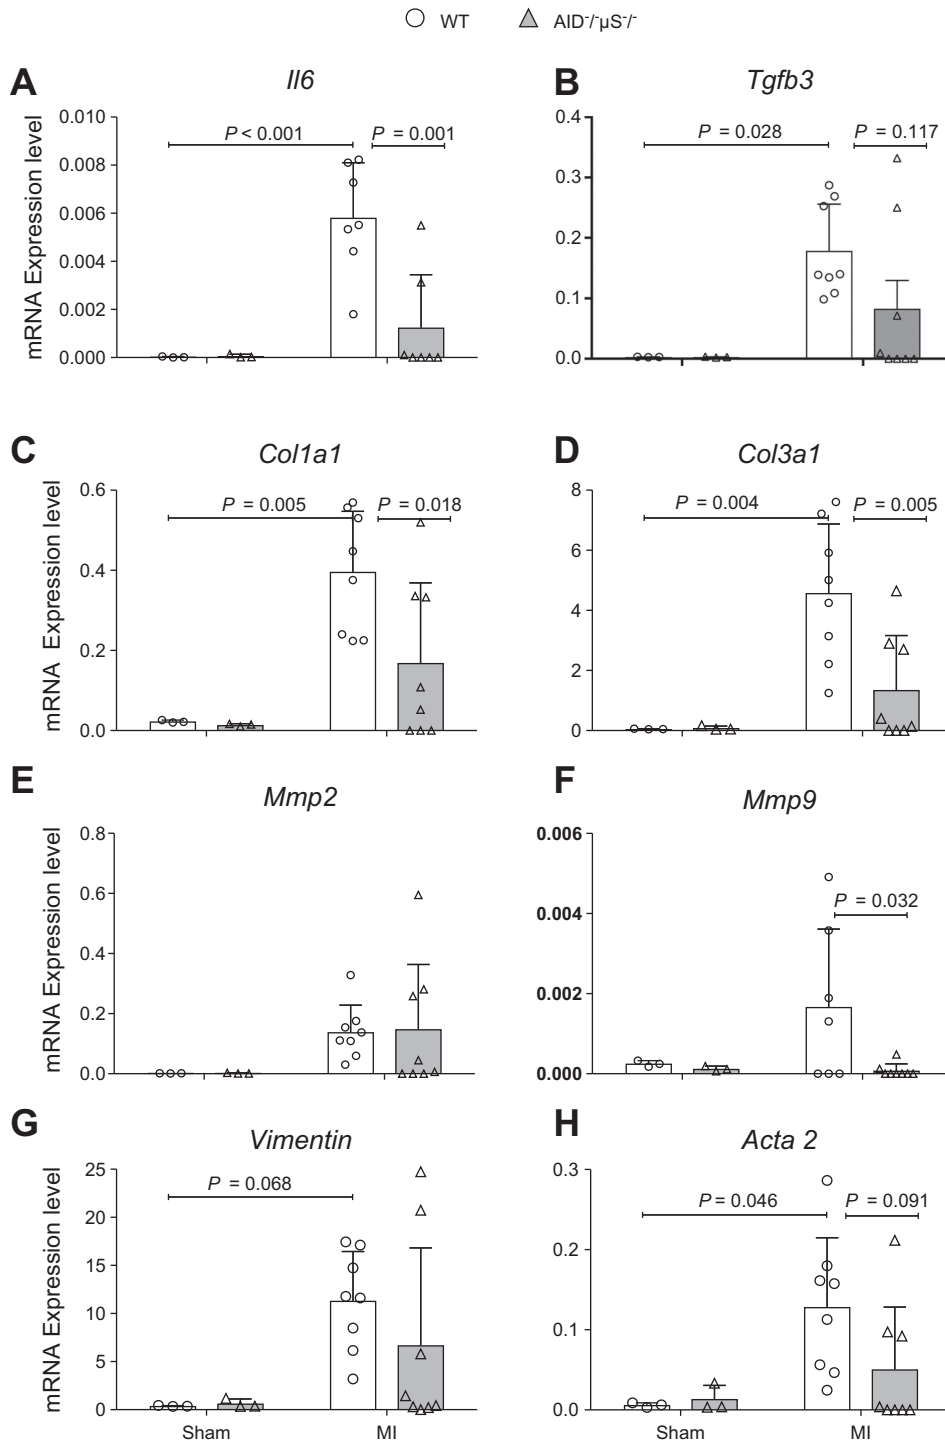 WT AID-/-µS-/-
A Il6
mRNA Expression level
0.010
0.008
0.006
0.004
0.002
0.000
P < 0.001
P = 0.001
B Tgfb3
0.4
0.3
0.2
0.1
0.0
P = 0.028
P = 0.117
C Col1a1
mRNA Expression level
0.6
0.4
0.2
0.0
P = 0.005
P = 0.018
D Col3a1
8
6
4
2
0
P = 0.004
P = 0.005
E Mmp2
mRNA Expression level
0.8
0.6
0.4
0.2
0.0
F Mmp9
0.006
0.004
0.002
0.000
P = 0.032
G Vimentin
mRNA Expression level
25
20
15
10
5
0
P = 0.068
Sham MI
H Acta 2
0.3
0.2
0.1
0.0
P = 0.046
P = 0.091
Sham MI